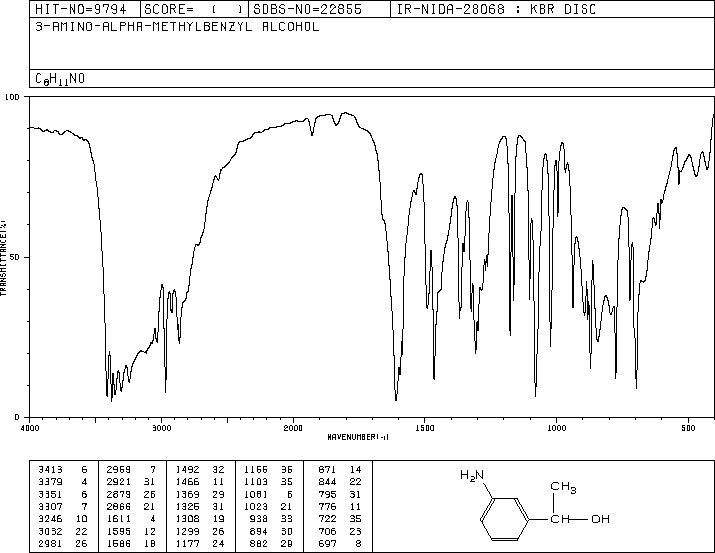 HIT-NO=9794 SCORE= ( ) SDBS-NO=22855 IR-NIDA-28068 : KBR DISC
3-AMINO-ALPHA-METHYLBENZYL ALCOHOL
C8H11NO
100
TRANSMITTANCE(%)
50
0
4000 3000 2000 1500 1000 500
WAVENUMBER(-1)
3413 6 2969 7 1492 32 1166 36 871 14
3379 4 2921 31 1466 11 1103 35 844 22
3351 6 2873 26 1369 29 1081 6 795 31
3307 7 2866 21 1325 31 1023 21 776 11
3246 10 1611 4 1308 19 938 33 722 35
3032 22 1595 12 1299 26 894 30 706 23
2981 26 1586 18 1177 24 882 29 697 8
H2N
CH3
CH
OH